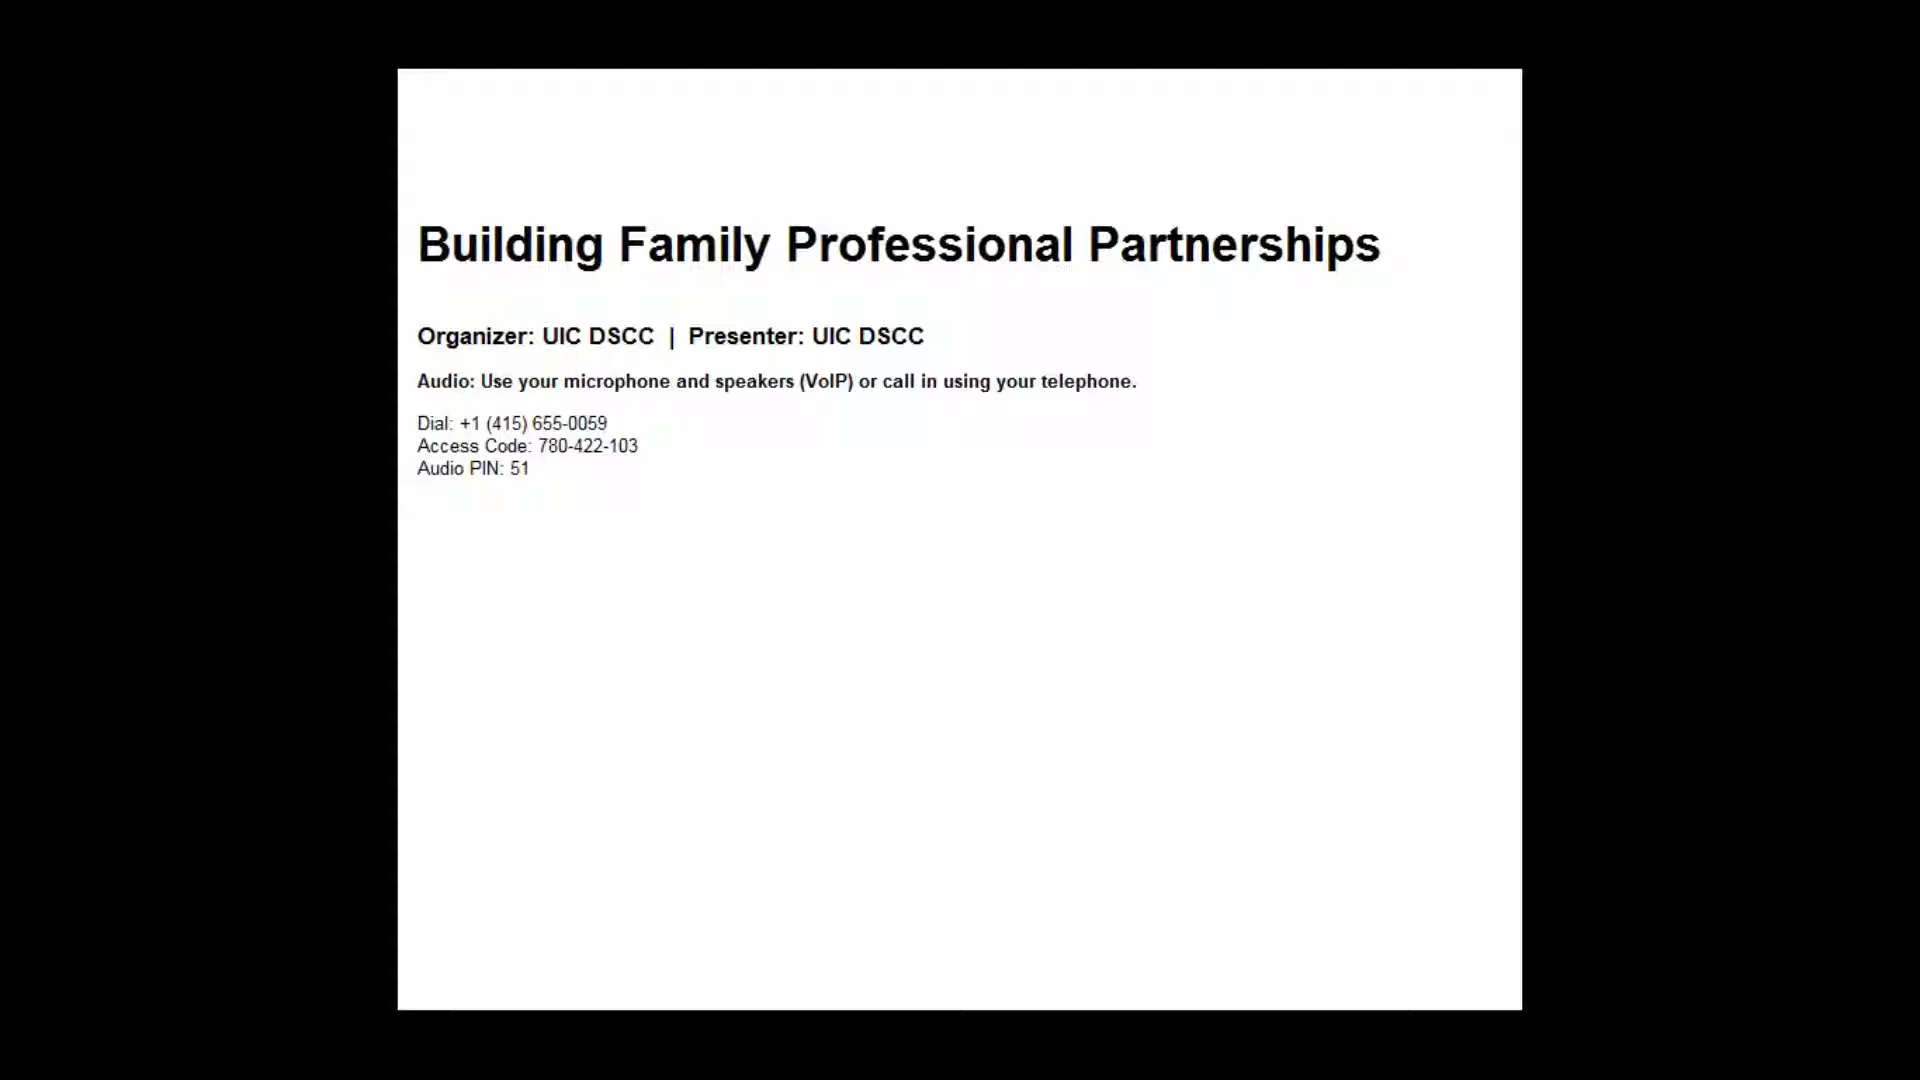 Building Family Professional Partnerships
Organizer: UIC DSCC | Presenter: UIC DSCC
Audio: Use your microphone and speakers (VoIP) or call in using your telephone.
Dial: +1 (415) 655-0059
Access Code: 780-422-103
Audio PIN: 51